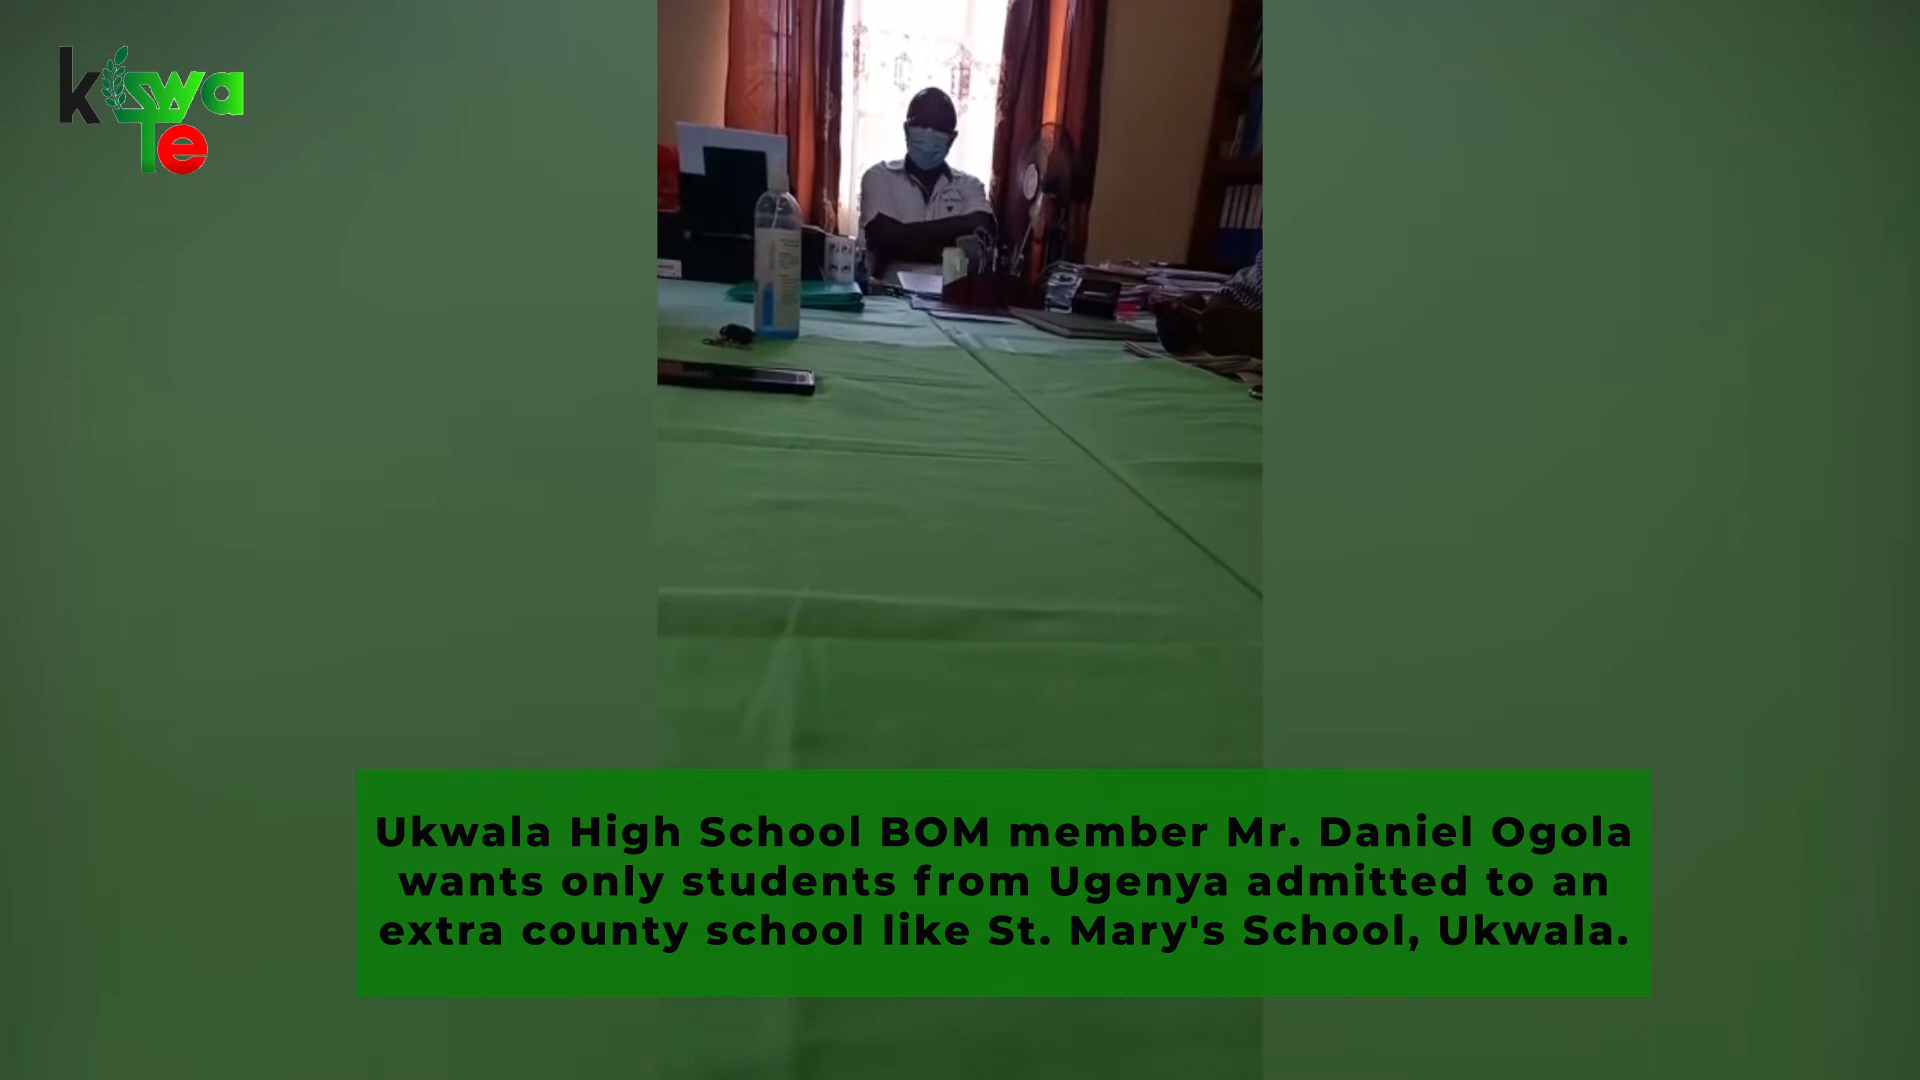 kiswa
Te
Ukwala High School BOM member Mr. Daniel Ogola
wants only students from Ugenya admitted to an
extra county school like St. Mary's School, Ukwala.